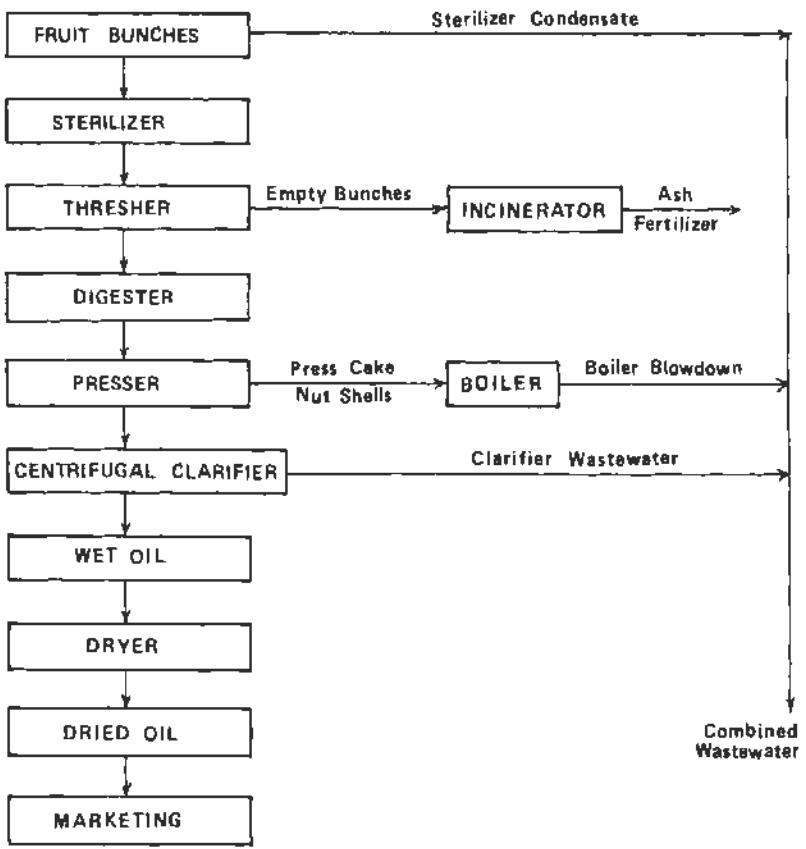 FRUIT BUNCHES
Sterilizer Condensate
STERILIZER
THRESHER
Empty Bunches
INCINERATOR
Ash
Fertilizer
DIGESTER
PRESSER
Press Cake
Nut Shells
BOILER
Boiler Blowdown
CENTRIFUGAL CLARIFIER
Clarifier Wastewater
WET OIL
DRYER
DRIED OIL
Combined
Wastewater
MARKETING